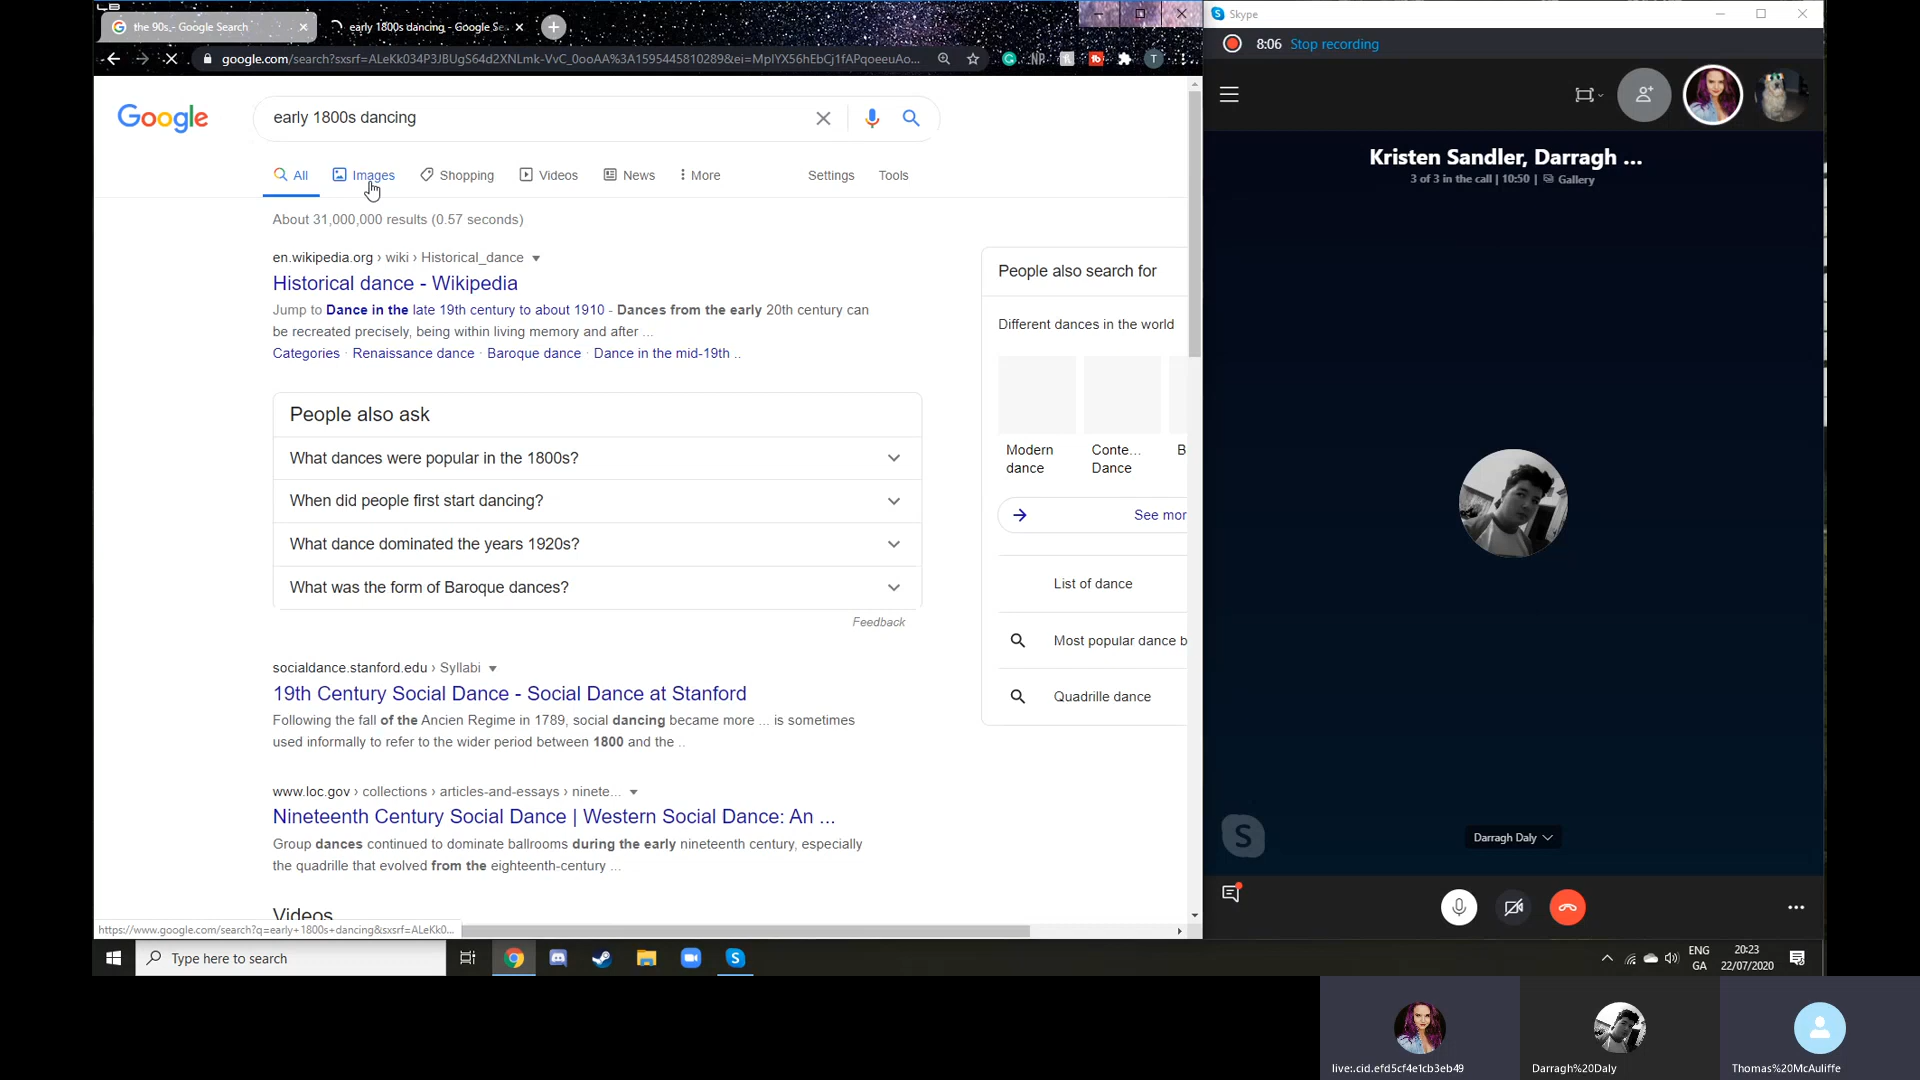 the 90s, - Google Search
early 1800s dancing - Google Se
google.com/search?sxsrf=ALeKk034P3JBUgS64d2XNLmk-VvC_0ooAA%3A1595445810289&ei=MplYX56hEbCj1fAPqoeeuAo...
T
Google
early 1800s dancing
All
Images
Shopping
Videos
News
More
Settings
Tools
About 31,000,000 results (0.57 seconds)
en.wikipedia.org › wiki › Historical_dance
Historical dance - Wikipedia
Jump to Dance in the late 19th century to about 1910 - Dances from the early 20th century can
be recreated precisely, being within living memory and after ...
Categories · Renaissance dance · Baroque dance · Dance in the mid-19th ..
People also ask
What dances were popular in the 1800s?
When did people first start dancing?
What dance dominated the years 1920s?
What was the form of Baroque dances?
Feedback
socialdance.stanford.edu › Syllabi
19th Century Social Dance - Social Dance at Stanford
Following the fall of the Ancien Regime in 1789, social dancing became more ... is sometimes
used informally to refer to the wider period between 1800 and the ..
www.loc.gov › collections › articles-and-essays › ninete...
Nineteenth Century Social Dance | Western Social Dance: An ...
Group dances continued to dominate ballrooms during the early nineteenth century, especially
the quadrille that evolved from the eighteenth-century ...
Videos
https://www.google.com/search?q=early+1800s+dancing&sxsrf=ALeKk0...
People also search for
Different dances in the world
Modern
dance
Conte...
Dance
B
See mor
List of dance
Most popular dance b
Quadrille dance
Skype
8:06 Stop recording
Kristen Sandler, Darragh ...
3 of 3 in the call | 10:50 | Gallery
Darragh Daly
Type here to search
ENG
GA
20:23
22/07/2020
live:.cid.efd5cf4e1cb3eb49
Darragh%20Daly
Thomas%20McAuliffe